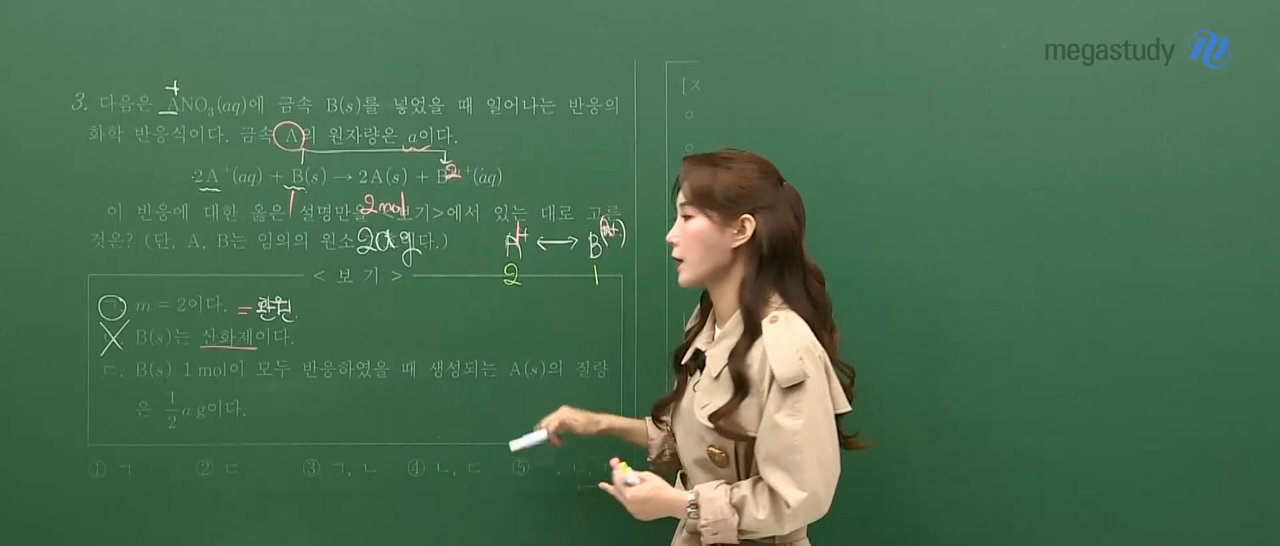 megastudy
3. 다음은 ANO₃(aq)에 금속 B(s)를 넣었을 때 일어나는 반응의
화학 반응식이다. 금속 A의 원자량은 a이다.
2A⁺(aq) + B(s) → 2A(s) + B²⁺(aq)
이 반응에 대한 옳은 설명만을 <보기>에서 있는 대로 고른
2mol
것은? (단, A, B는 임의의 원소 다.)
2a g
A⁺ ↔ B
2 1
< 보 기 >
ㄱ. m = 2이다.
B(s)는 산화제이다.
ㄷ. B(s) 1 mol이 모두 반응하였을 때 생성되는 A(s)의 질량
은 1/2 a g이다.
① ㄱ ② ㄷ ③ ㄱ, ㄴ ④ ㄴ, ㄷ ⑤